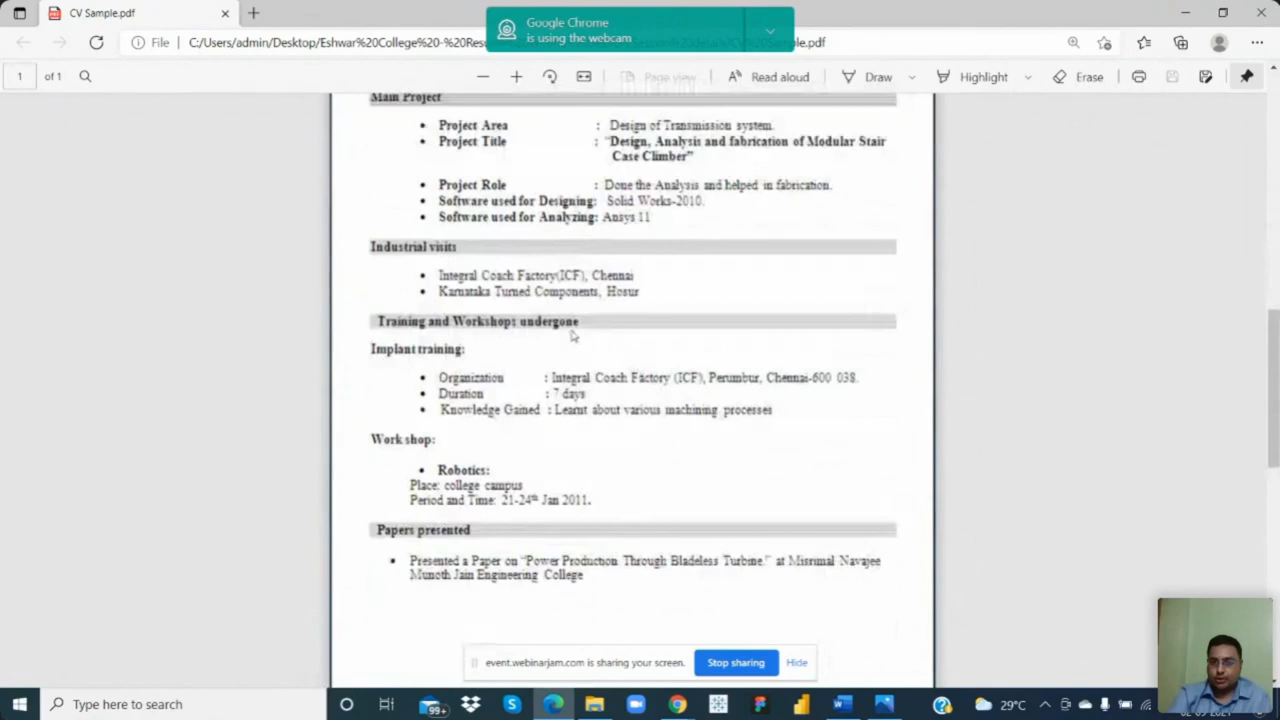 CV Sample.pdf
Google Chrome
is using the webcam
File
C:/Users/admin/Desktop/Eshwar%20College%20-%20Resu
Sample.pdf
1 of 1
Page view
Read aloud
Draw
Highlight
Erase
Main Project
• Project Area : Design of Transmission system.
• Project Title : "Design, Analysis and fabrication of Modular Stair
Case Climber"
• Project Role : Done the Analysis and helped in fabrication.
• Software used for Designing: Solid Works-2010.
• Software used for Analyzing: Ansys 11
Industrial visits
• Integral Coach Factory(ICF), Chennai
• Karnataka Turned Components, Hosur
Training and Workshops undergone
Implant training:
• Organization : Integral Coach Factory (ICF), Perumbur, Chennai-600 038.
• Duration : 7 days
• Knowledge Gained : Learnt about various machining processes
Work shop:
• Robotics:
Place: college campus
Period and Time: 21-24th Jan 2011.
Papers presented
• Presented a Paper on "Power Production Through Bladeless Turbine." at Misrimal Navajee
Munoth Jain Engineering College
event.webinarjam.com is sharing your screen.
Stop sharing
Hide
Type here to search
99+
29°C